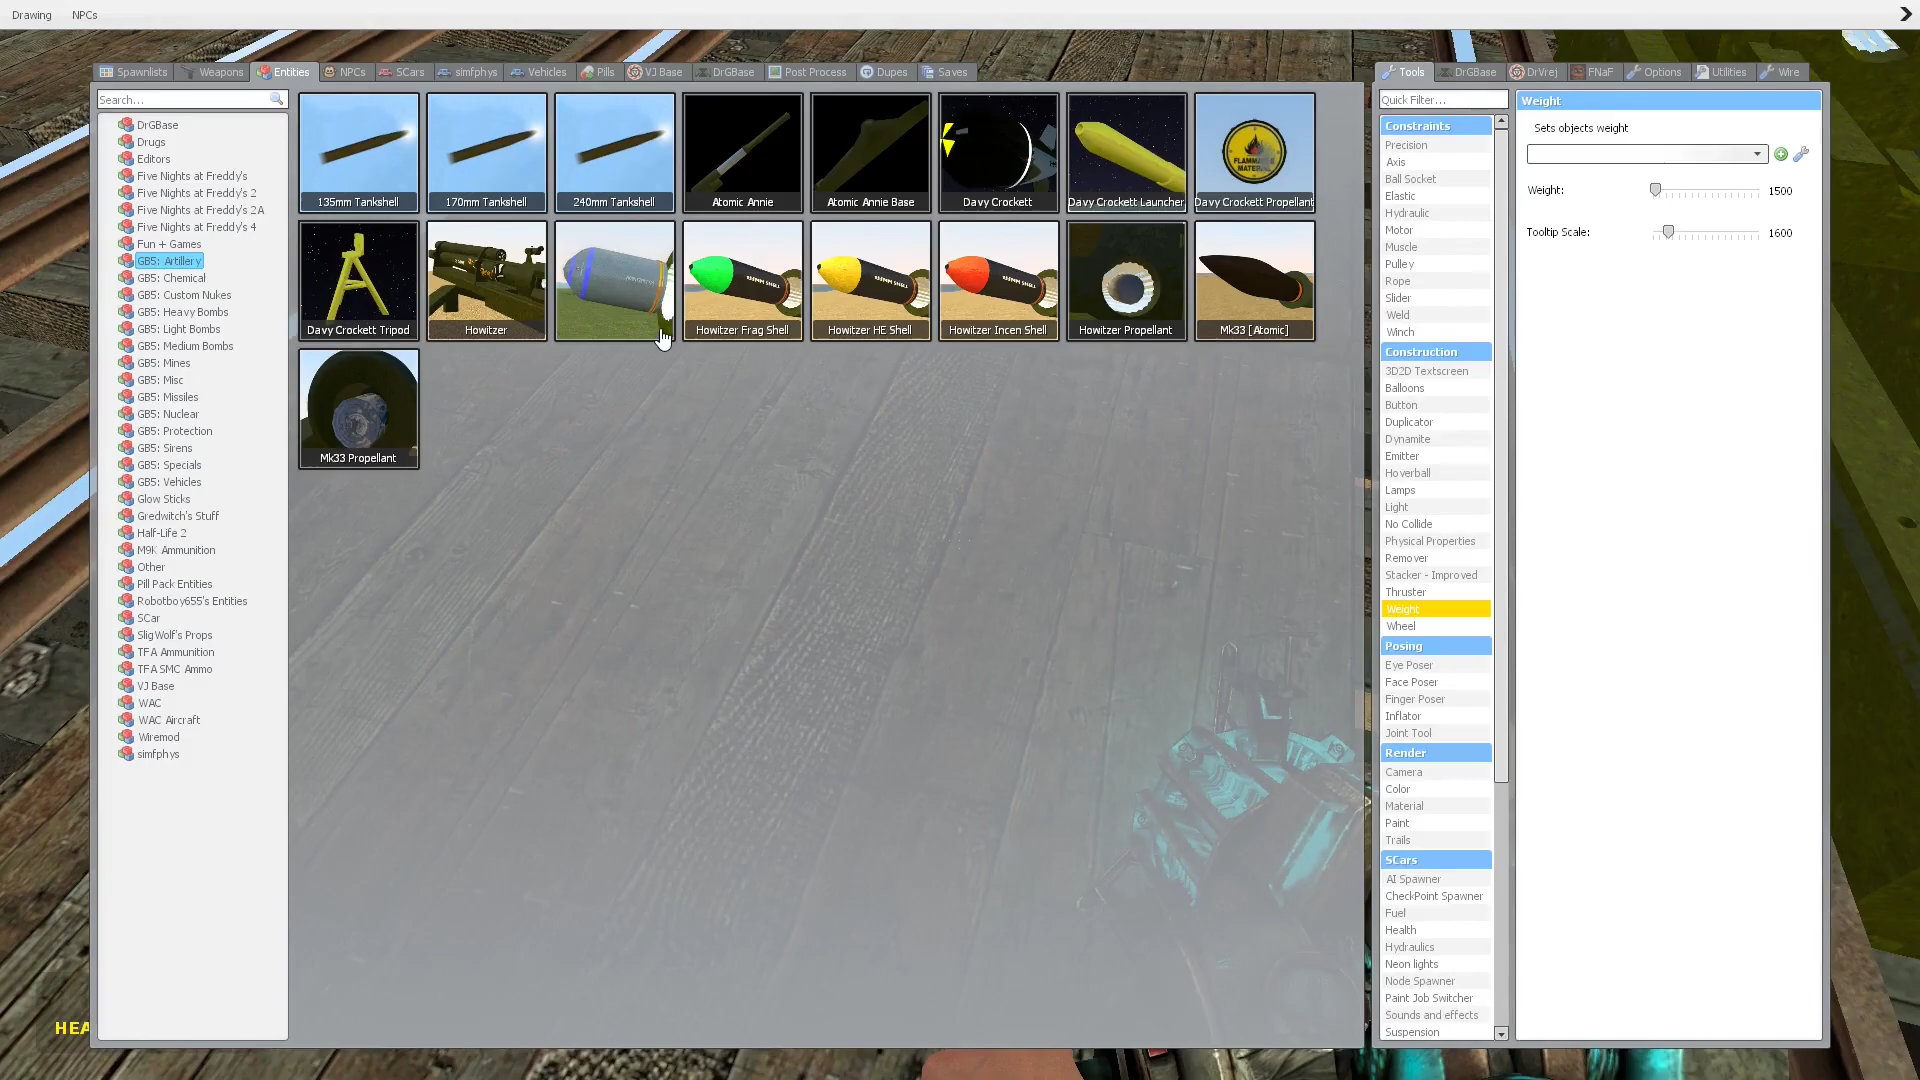 Drawing NPCs
Spawnlists Weapons Entities NPCs SCars simfphys Vehicles Pills VJ Base DrGBase Post Process Dupes Saves
Tools DrGBase DrVrej FNaF Options Utilities Wire
Search...
DrGBase
Drugs
Editors
Five Nights at Freddy's
Five Nights at Freddy's 2
Five Nights at Freddy's 2A
Five Nights at Freddy's 4
Fun + Games
GB5: Artillery
GB5: Chemical
GB5: Custom Nukes
GB5: Heavy Bombs
GB5: Light Bombs
GB5: Medium Bombs
GB5: Mines
GB5: Misc
GB5: Missiles
GB5: Nuclear
GB5: Protection
GB5: Sirens
GB5: Specials
GB5: Vehicles
Glow Sticks
Gredwitch's Stuff
Half-Life 2
M9K Ammunition
Other
Pill Pack Entities
Robotboy655's Entities
SCar
SligWolf's Props
TFA Ammunition
TFA SMC Ammo
VJ Base
WAC
WAC Aircraft
Wiremod
simfphys
135mm Tankshell
170mm Tankshell
240mm Tankshell
Atomic Annie
Atomic Annie Base
Davy Crockett
Davy Crockett Launcher
FLAMMABLE
MATERIAL
Davy Crockett Propellant
Davy Crockett Tripod
Howitzer
Howitzer Frag Shell
Howitzer HE Shell
Howitzer Incen Shell
Howitzer Propellant
Mk33 [Atomic]
Mk33 Propellant
Quick Filter...
Constraints
Precision
Axis
Ball Socket
Elastic
Hydraulic
Motor
Muscle
Pulley
Rope
Slider
Weld
Winch
Construction
3D2D Textscreen
Balloons
Button
Duplicator
Dynamite
Emitter
Hoverball
Lamps
Light
No Collide
Physical Properties
Remover
Stacker - Improved
Thruster
Weight
Wheel
Posing
Eye Poser
Face Poser
Finger Poser
Inflator
Joint Tool
Render
Camera
Color
Material
Paint
Trails
SCars
AI Spawner
CheckPoint Spawner
Fuel
Health
Hydraulics
Neon lights
Node Spawner
Paint Job Switcher
Sounds and effects
Suspension
Weight
Sets objects weight
Weight: 1500
Tooltip Scale: 1600
HEA